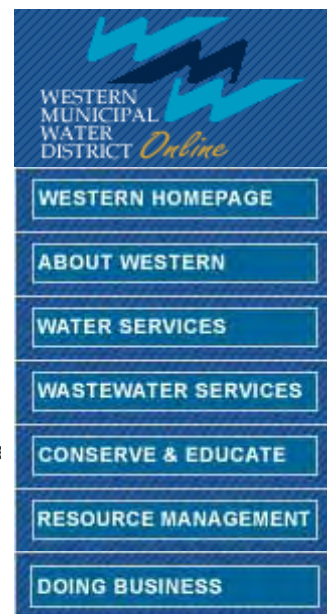 WESTERN
MUNICIPAL
WATER
DISTRICT Online
WESTERN HOMEPAGE
ABOUT WESTERN
WATER SERVICES
WASTEWATER SERVICES
CONSERVE & EDUCATE
RESOURCE MANAGEMENT
DOING BUSINESS